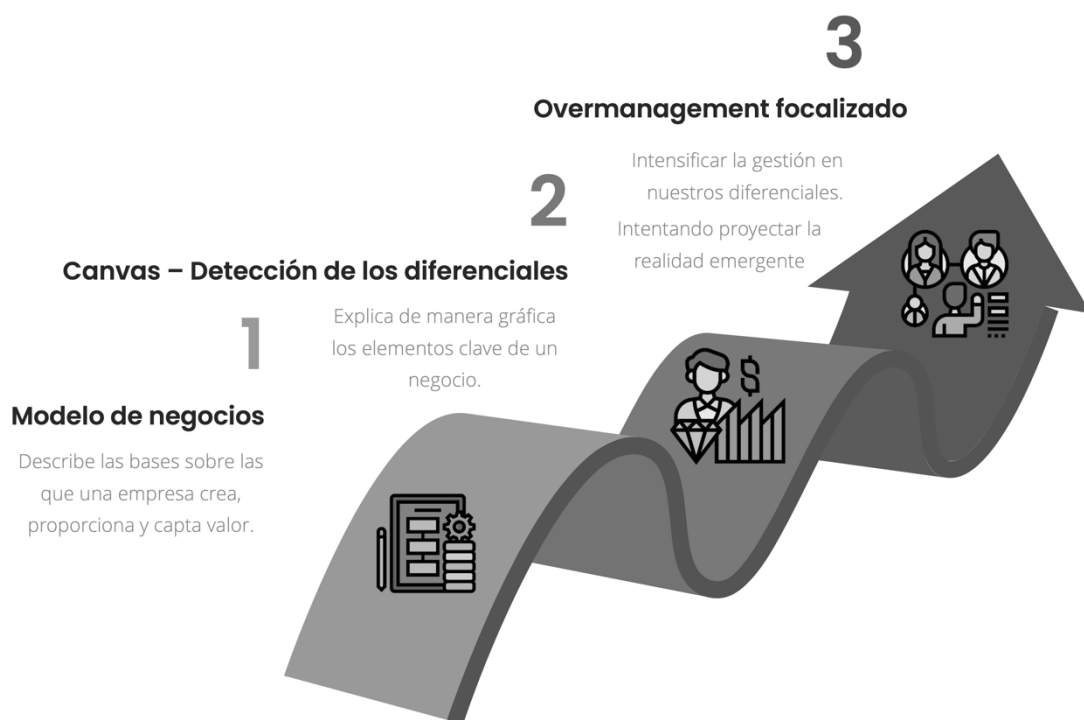 1
Modelo de negocios
Describe las bases sobre las
que una empresa crea,
proporciona y capta valor.
2
Canvas – Detección de los diferenciales
Explica de manera gráfica
los elementos clave de un
negocio.
3
Overmanagement focalizado
Intensificar la gestión en
nuestros diferenciales.
Intentando proyectar la
realidad emergente
$